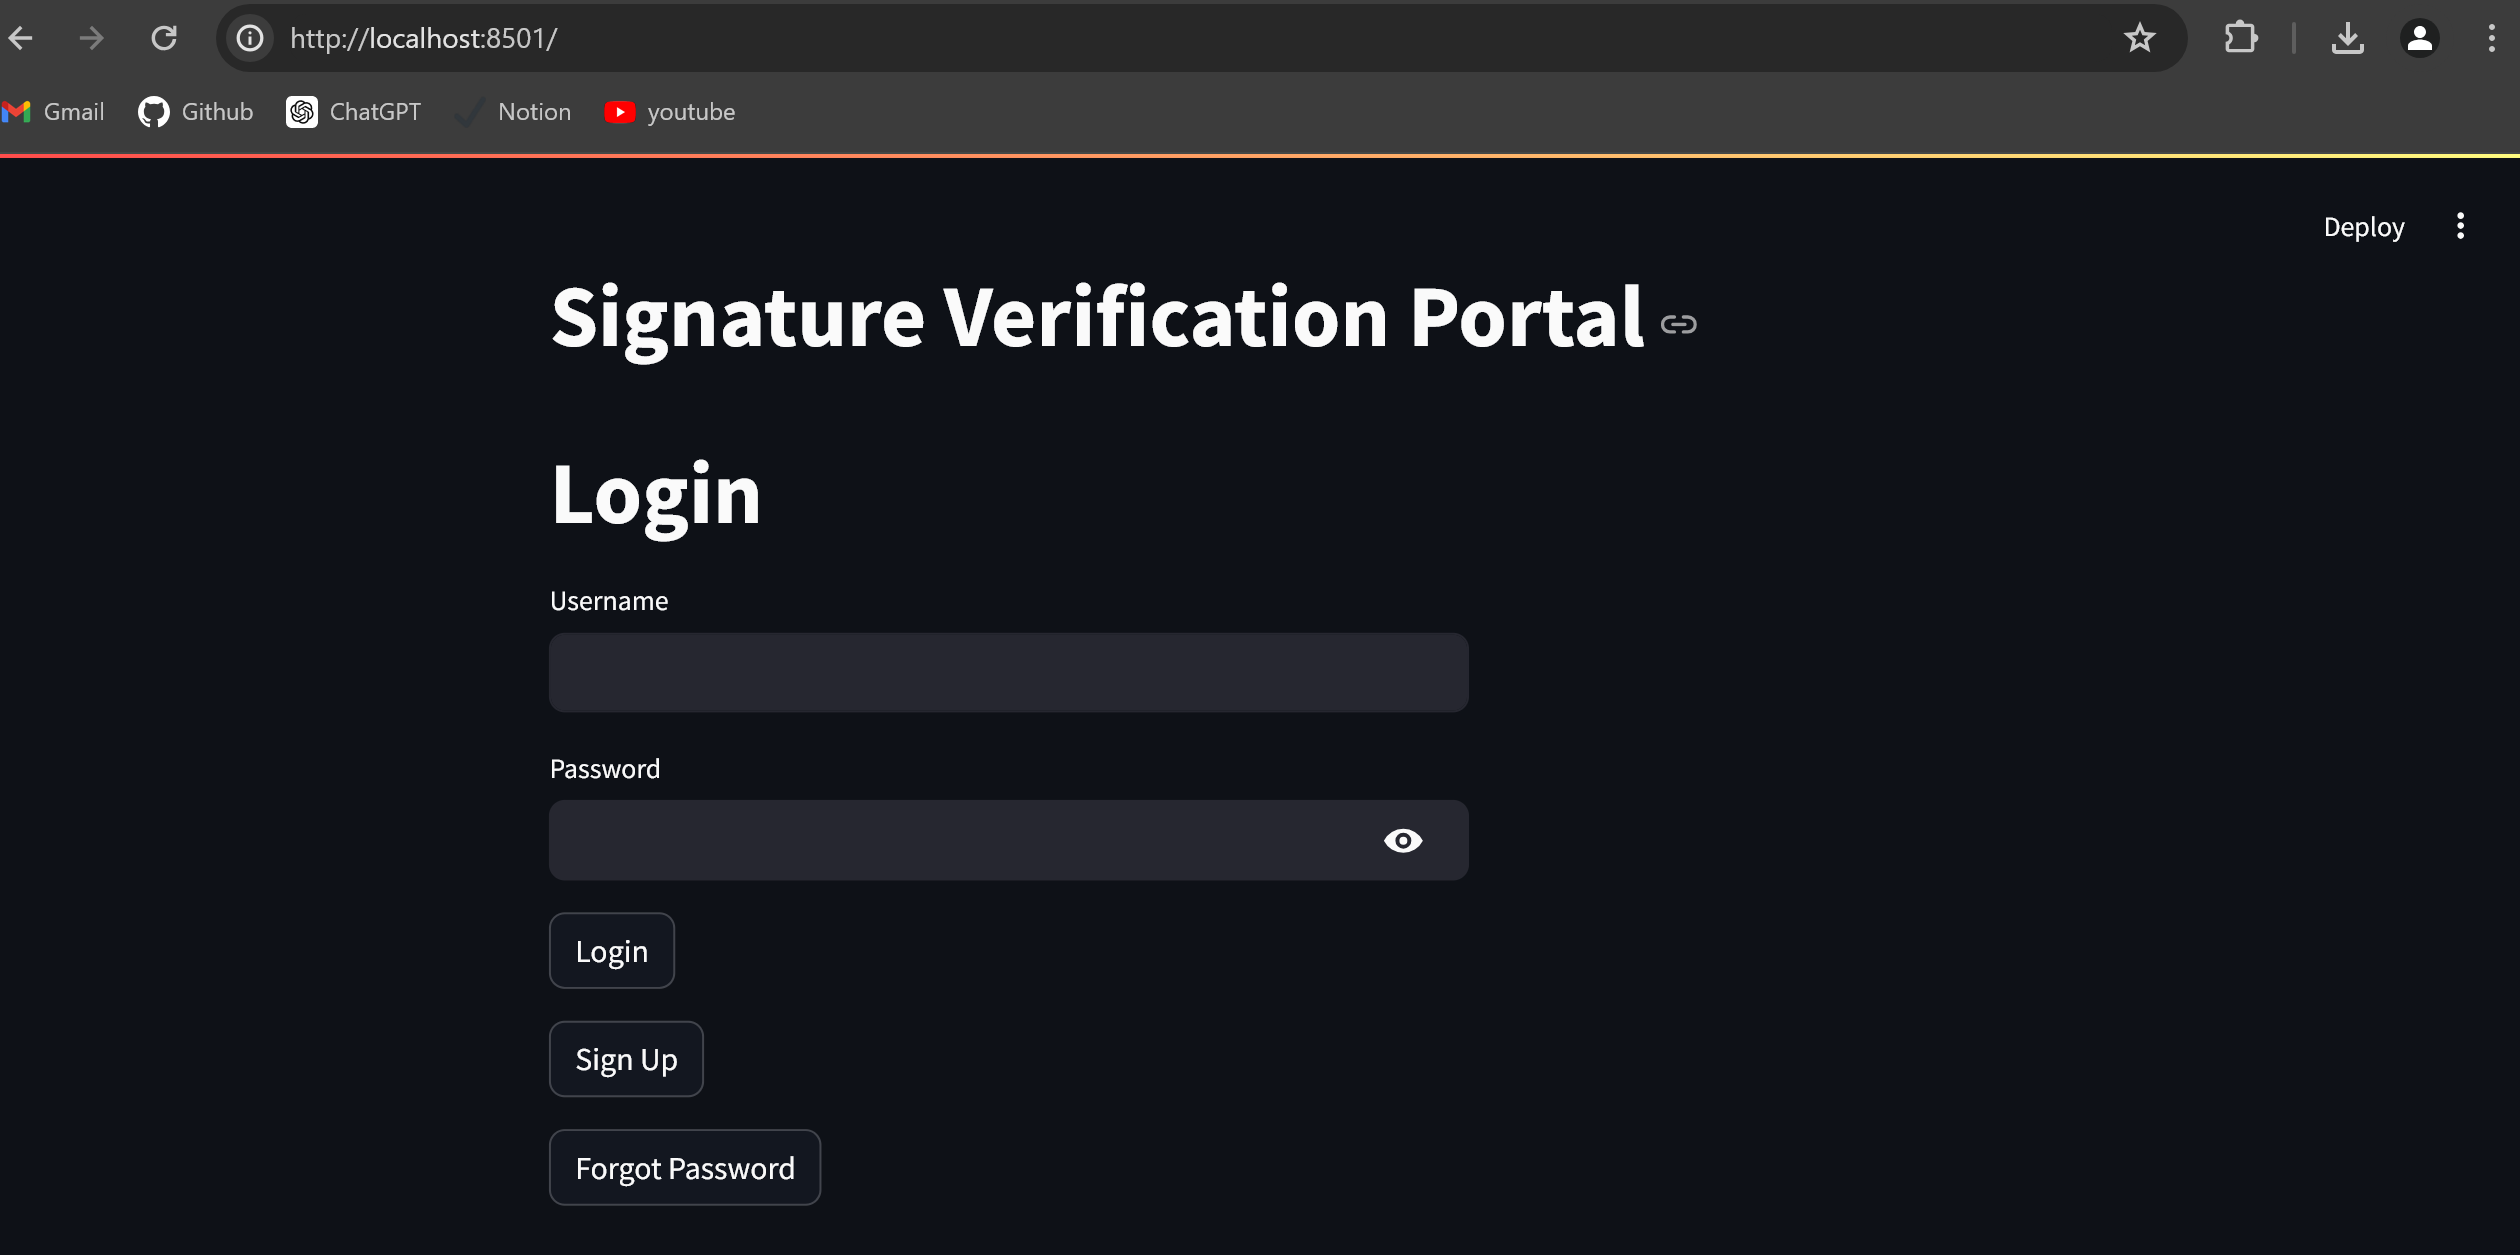 http://localhost:8501/
Gmail Github ChatGPT Notion youtube
Deploy
Signature Verification Portal
Login
Username
Password
Login
Sign Up
Forgot Password